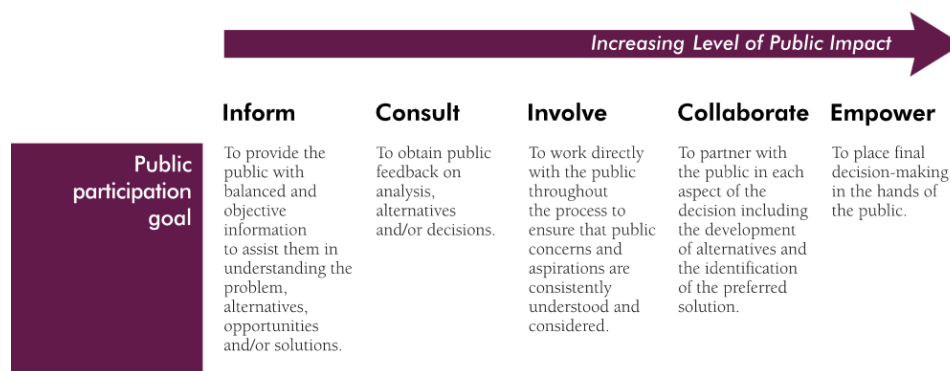 Increasing Level of Public Impact
Inform
Consult
Involve
Collaborate
Empower
Public
participation
goal
To provide the
public with
balanced and
objective
information
to assist them in
understanding the
problem,
alternatives,
opportunities
and/or solutions.
To obtain public
feedback on
analysis,
alternatives
and/or decisions.
To work directly
with the public
throughout
the process to
ensure that public
concerns and
aspirations are
consistently
understood and
considered.
To partner with
the public in each
aspect of the
decision including
the development
of alternatives and
the identification
of the preferred
solution.
To place final
decision-making
in the hands of
the public.